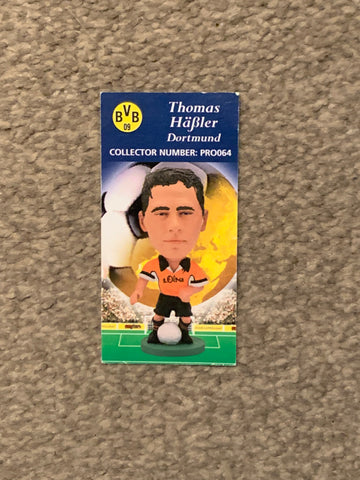 BVB
09
Thomas
Häßler
Dortmund
COLLECTOR NUMBER: PRO064